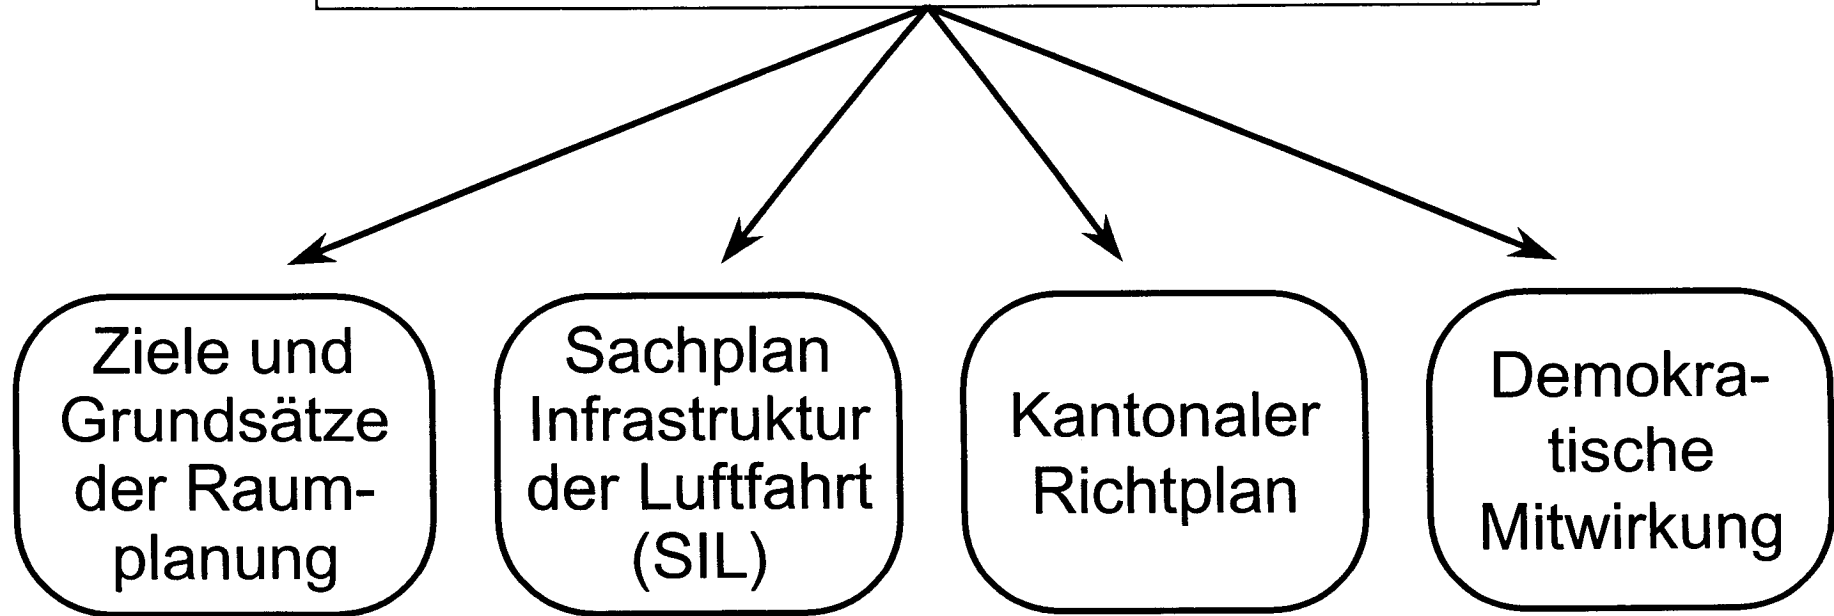 Ziele und
Grundsätze
der Raum-
planung
Sachplan
Infrastruktur
der Luftfahrt
(SIL)
Kantonaler
Richtplan
Demokra-
tische
Mitwirkung